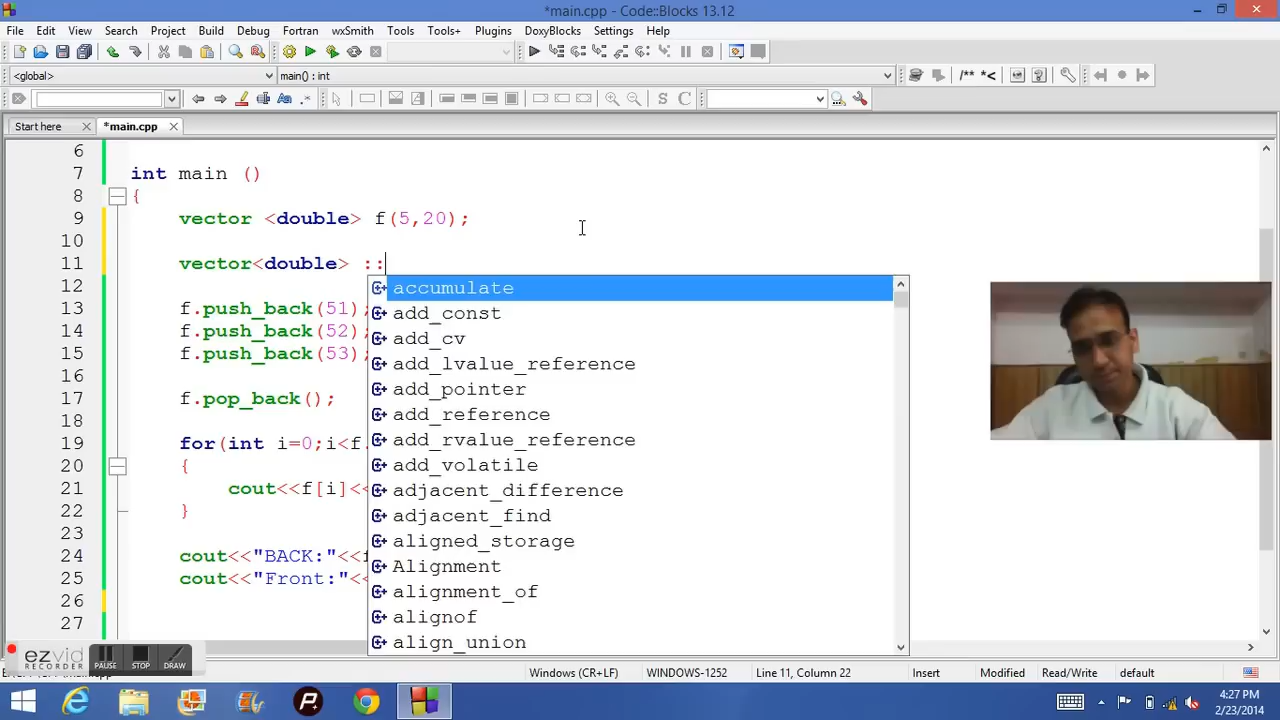 *main.cpp - Code::Blocks 13.12
File Edit View Search Project Build Debug Fortran wxSmith Tools Tools+ Plugins DoxyBlocks Settings Help
<global> main() : int /** *<
S C
Start here *main.cpp
6
7 int main ()
8 {
9 vector <double> f(5,20);
10
11 vector<double> ::
12 accumulate
add_const
13 f.push_back(51);
14 f.push_back(52); add_cv
15 f.push_back(53); add_lvalue_reference
16 add_pointer
17 f.pop_back(); add_reference
18 add_rvalue_reference
19 for(int i=0;i<f.
20 { add_volatile
21 cout<<f[i]<< adjacent_difference
22 } adjacent_find
23 aligned_storage
24 cout<<"BACK:"<<f Alignment
25 cout<<"Front:"<< alignment_of
26 alignof
27 align_union
ezvid
RECORDER
PAUSE STOP DRAW
Windows (CR+LF) WINDOWS-1252 Line 11, Column 22 Insert Modified Read/Write default
4:27 PM
2/23/2014